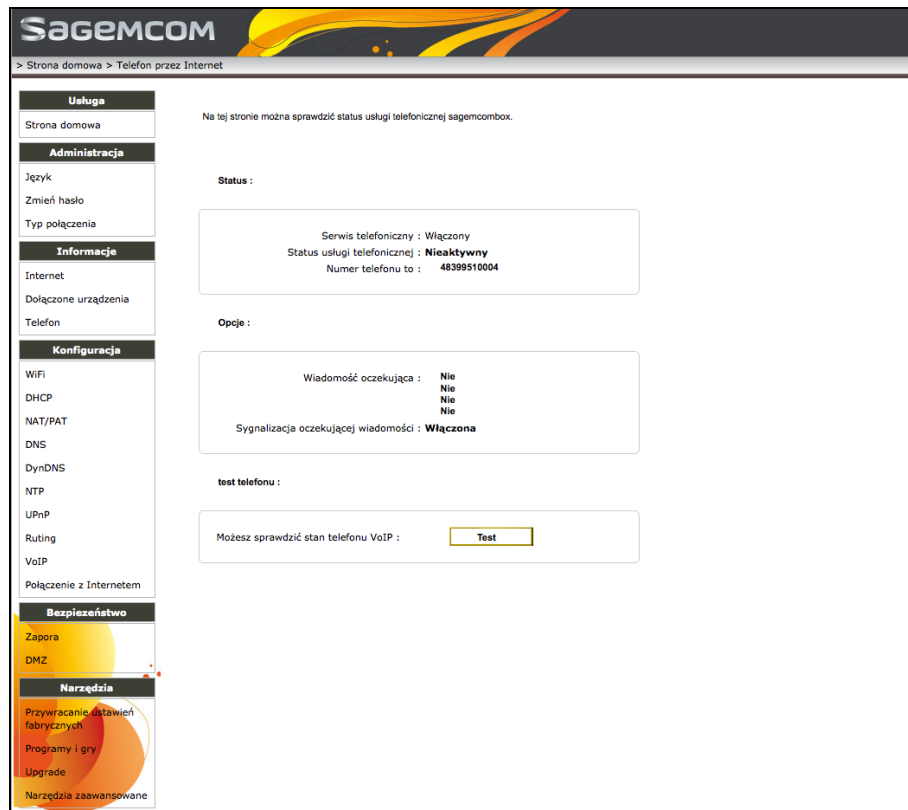 SAGEMCOM
> Strona domowa > Telefon przez Internet
Usługa
Strona domowa
Administracja
Język
Zmień hasło
Typ połączenia
Informacje
Internet
Dołączone urządzenia
Telefon
Konfiguracja
WiFi
DHCP
NAT/PAT
DNS
DynDNS
NTP
UPnP
Ruting
VoIP
Połączenie z Internetem
Bezpiezeństwo
Zapora
DMZ
Narzędzia
Przywracanie ustawień
fabrycznych
Programy i gry
Upgrade
Narzędzia zaawansowane
Na tej stronie można sprawdzić status usługi telefonicznej sagemcombox.
Status :
Serwis telefoniczny : Włączony
Status usługi telefonicznej : Nieaktywny
Numer telefonu to : 48399510004
Opcje :
Wiadomość oczekująca : Nie
Nie
Nie
Nie
Sygnalizacja oczekującej wiadomości : Włączona
test telefonu :
Możesz sprawdzić stan telefonu VoIP : Test